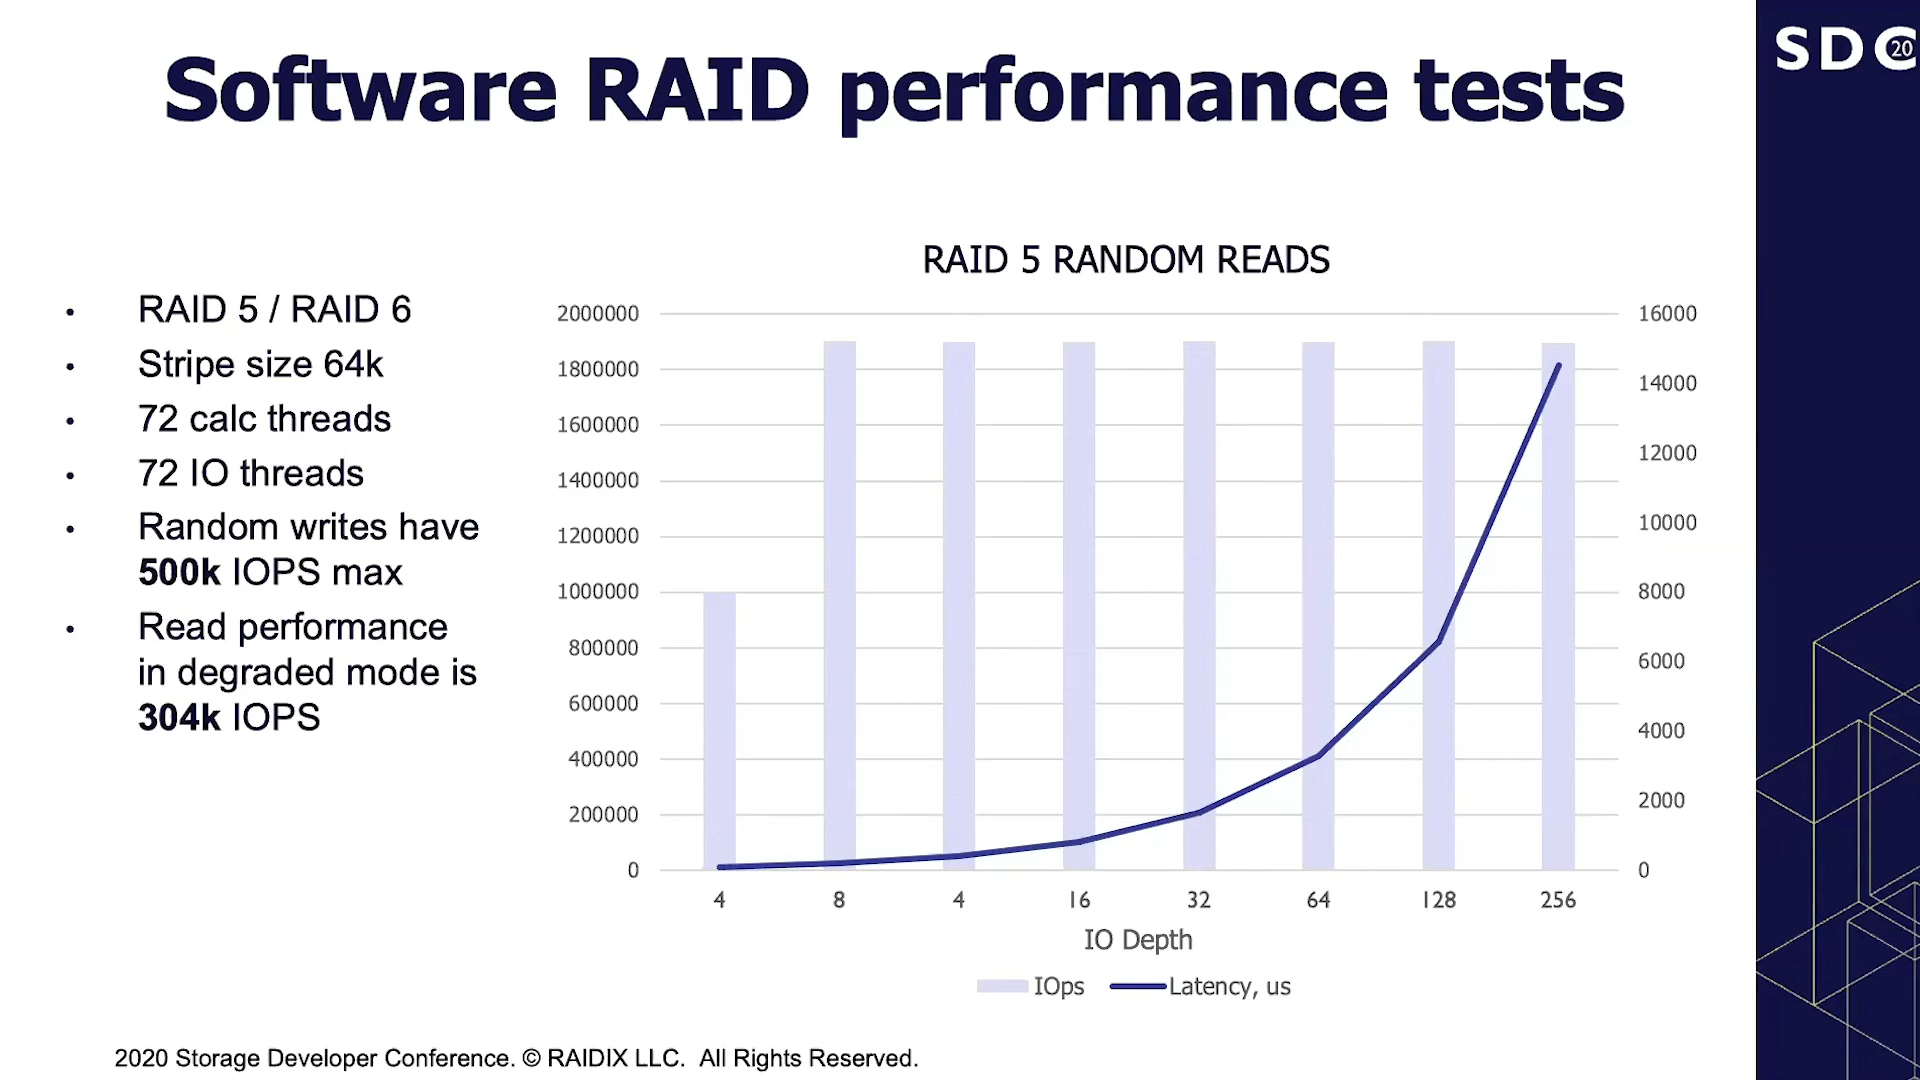 Software RAID performance tests
SDC 20
• RAID 5 / RAID 6
• Stripe size 64k
• 72 calc threads
• 72 IO threads
• Random writes have
500k IOPS max
• Read performance
in degraded mode is
304k IOPS
RAID 5 RANDOM READS
2000000
1800000
1600000
1400000
1200000
1000000
800000
600000
400000
200000
0
16000
14000
12000
10000
8000
6000
4000
2000
0
4 8 4 16 32 64 128 256
IO Depth
IOps Latency, us
2020 Storage Developer Conference. © RAIDIX LLC. All Rights Reserved.